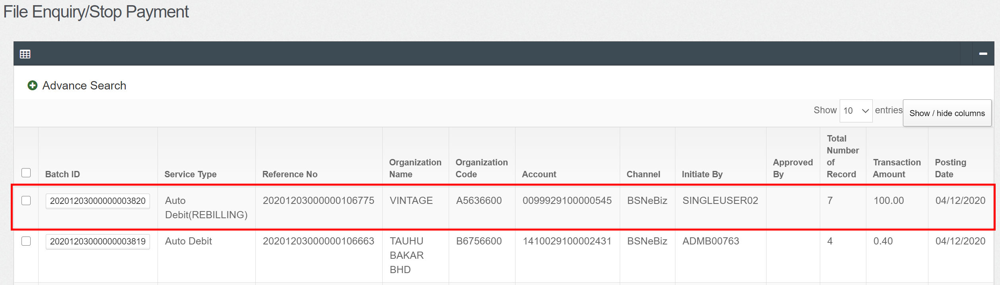 File Enquiry/Stop Payment
Advance Search
Show 10 entries Show / hide columns
Batch ID Service Type Reference No Organization Name Organization Code Account Channel Initiate By Approved By Total Number of Record Transaction Amount Posting Date
20201203000000003820 Auto Debit(REBILLING) 20201203000000106775 VINTAGE A5636600 0099929100000545 BSNeBiz SINGLEUSER02 7 100.00 04/12/2020
20201203000000003819 Auto Debit 20201203000000106663 TAUHU BAKAR BHD B6756600 1410029100002431 BSNeBiz ADMB00763 4 0.40 04/12/2020